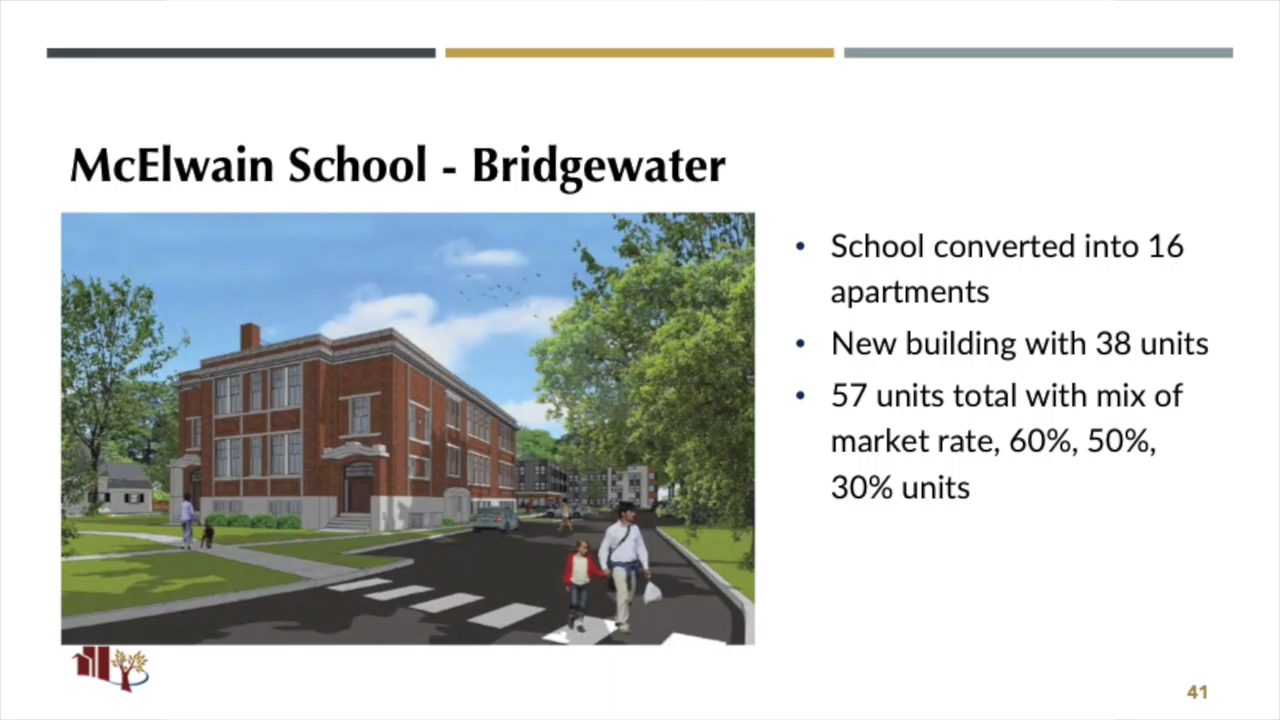 McElwain School - Bridgewater
• School converted into 16
apartments
• New building with 38 units
• 57 units total with mix of
market rate, 60%, 50%,
30% units
41